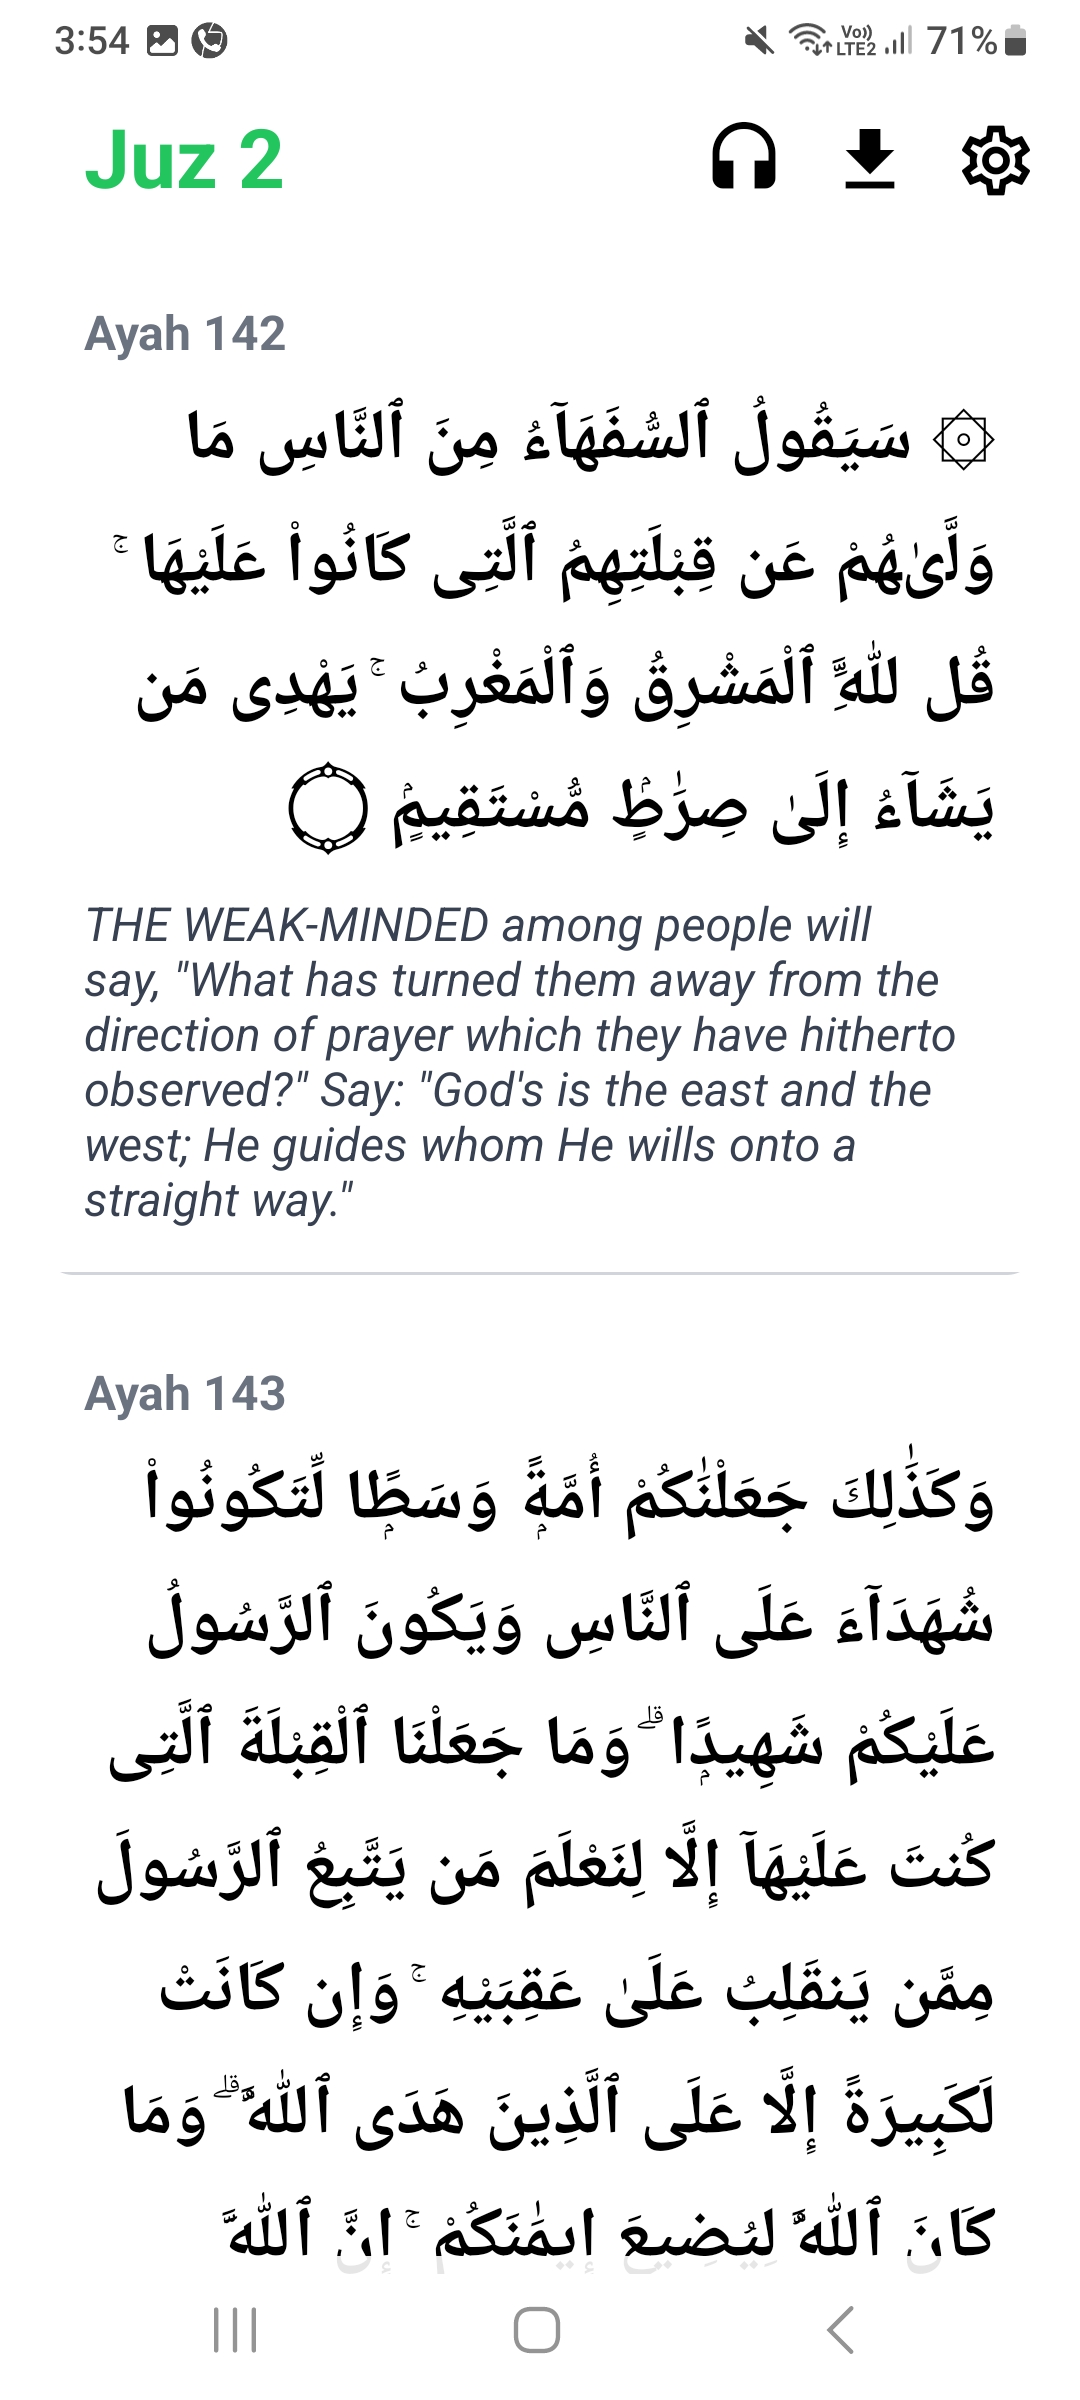 3:54
Vo))
LTE2
71%
Juz 2
Ayah 142
۞ سَيَقُولُ ٱلسُّفَهَآءُ مِنَ ٱلنَّاسِ مَا
وَلَّىٰهُمْ عَن قِبْلَتِهِمُ ٱلَّتِى كَانُوا۟ عَلَيْهَا ۚ
قُل لِّلَّهِ ٱلْمَشْرِقُ وَٱلْمَغْرِبُ ۚ يَهْدِى مَن
يَشَآءُ إِلَىٰ صِرَٰطٍۢ مُّسْتَقِيمٍۢ ۝
THE WEAK-MINDED among people will
say, "What has turned them away from the
direction of prayer which they have hitherto
observed?" Say: "God's is the east and the
west; He guides whom He wills onto a
straight way."
Ayah 143
وَكَذَٰلِكَ جَعَلْنَٰكُمْ أُمَّةًۭ وَسَطًۭا لِّتَكُونُوا۟
شُهَدَآءَ عَلَى ٱلنَّاسِ وَيَكُونَ ٱلرَّسُولُ
عَلَيْكُمْ شَهِيدًۭا ۗ وَمَا جَعَلْنَا ٱلْقِبْلَةَ ٱلَّتِى
كُنتَ عَلَيْهَآ إِلَّا لِنَعْلَمَ مَن يَتَّبِعُ ٱلرَّسُولَ
مِمَّن يَنقَلِبُ عَلَىٰ عَقِبَيْهِ ۚ وَإِن كَانَتْ
لَكَبِيرَةً إِلَّا عَلَى ٱلَّذِينَ هَدَى ٱللَّهُ ۗ وَمَا
كَانَ ٱللَّهُ لِيُضِيعَ إِيمَٰنَكُمْ ۚ إِنَّ ٱللَّهَ